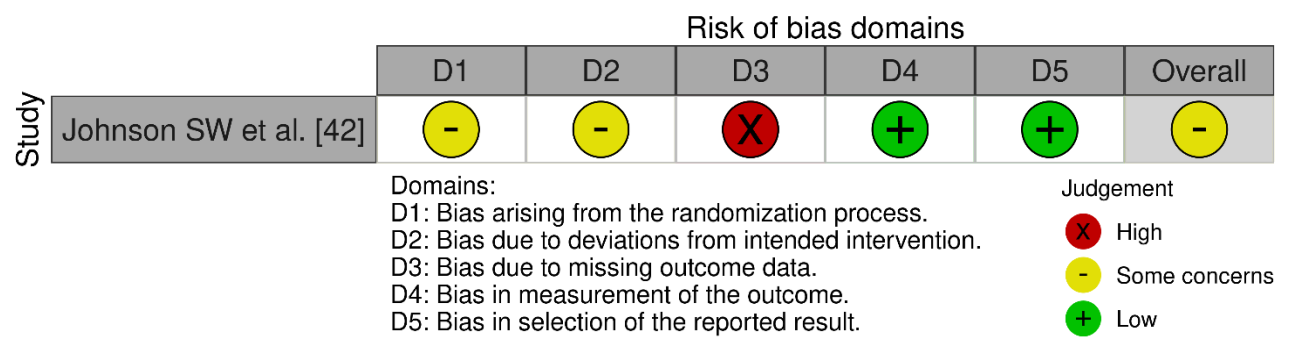 Risk of bias domains
D1 D2 D3 D4 D5 Overall
Study
Johnson SW et al. [42] - - X + + -
Domains:
D1: Bias arising from the randomization process.
D2: Bias due to deviations from intended intervention.
D3: Bias due to missing outcome data.
D4: Bias in measurement of the outcome.
D5: Bias in selection of the reported result.
Judgement
X High
- Some concerns
+ Low